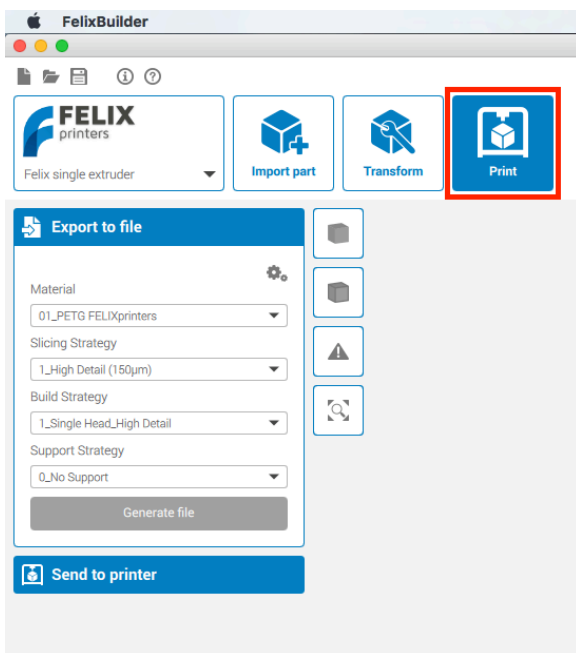 FelixBuilder
FELIX
printers
Felix single extruder
Import part
Transform
Print
Export to file
Material
01_PETG FELIXprinters
Slicing Strategy
1_High Detail (150µm)
Build Strategy
1_Single Head_High Detail
Support Strategy
0_No Support
Generate file
Send to printer